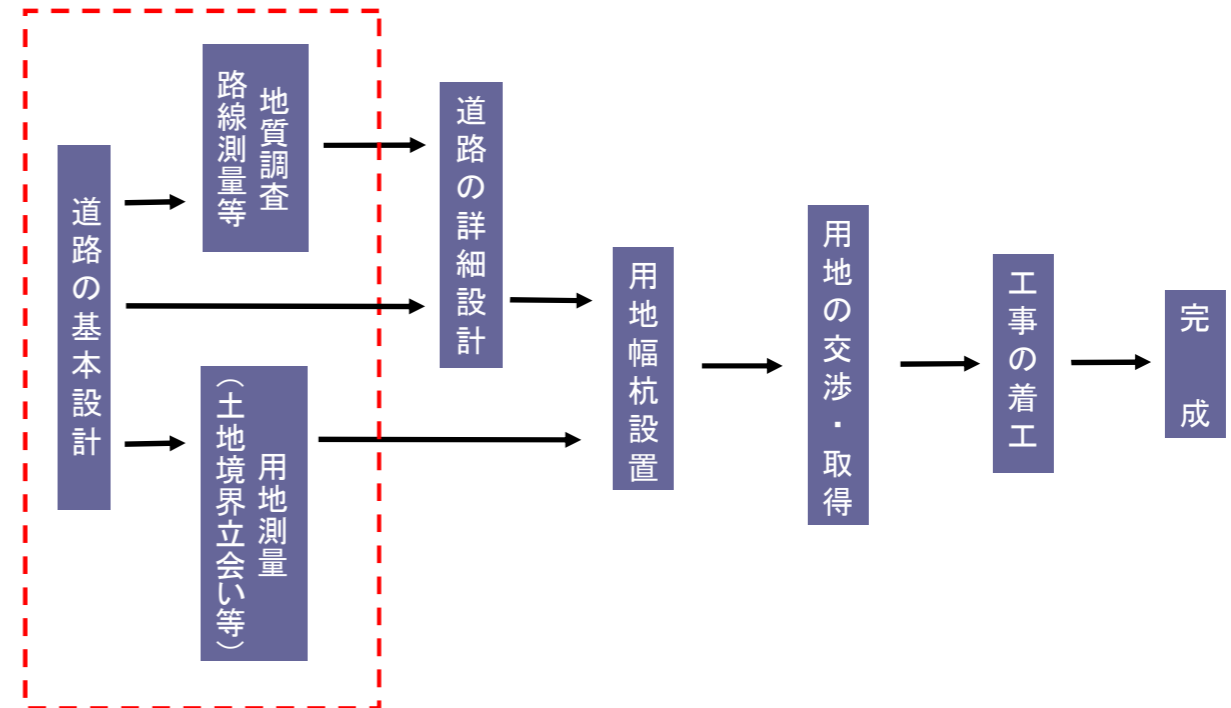 道路の基本設計
地質調査
路線測量等
用地測量
（土地境界立会い等）
道路の詳細設計
用地幅杭設置
用地の交渉・取得
工事の着工
完成